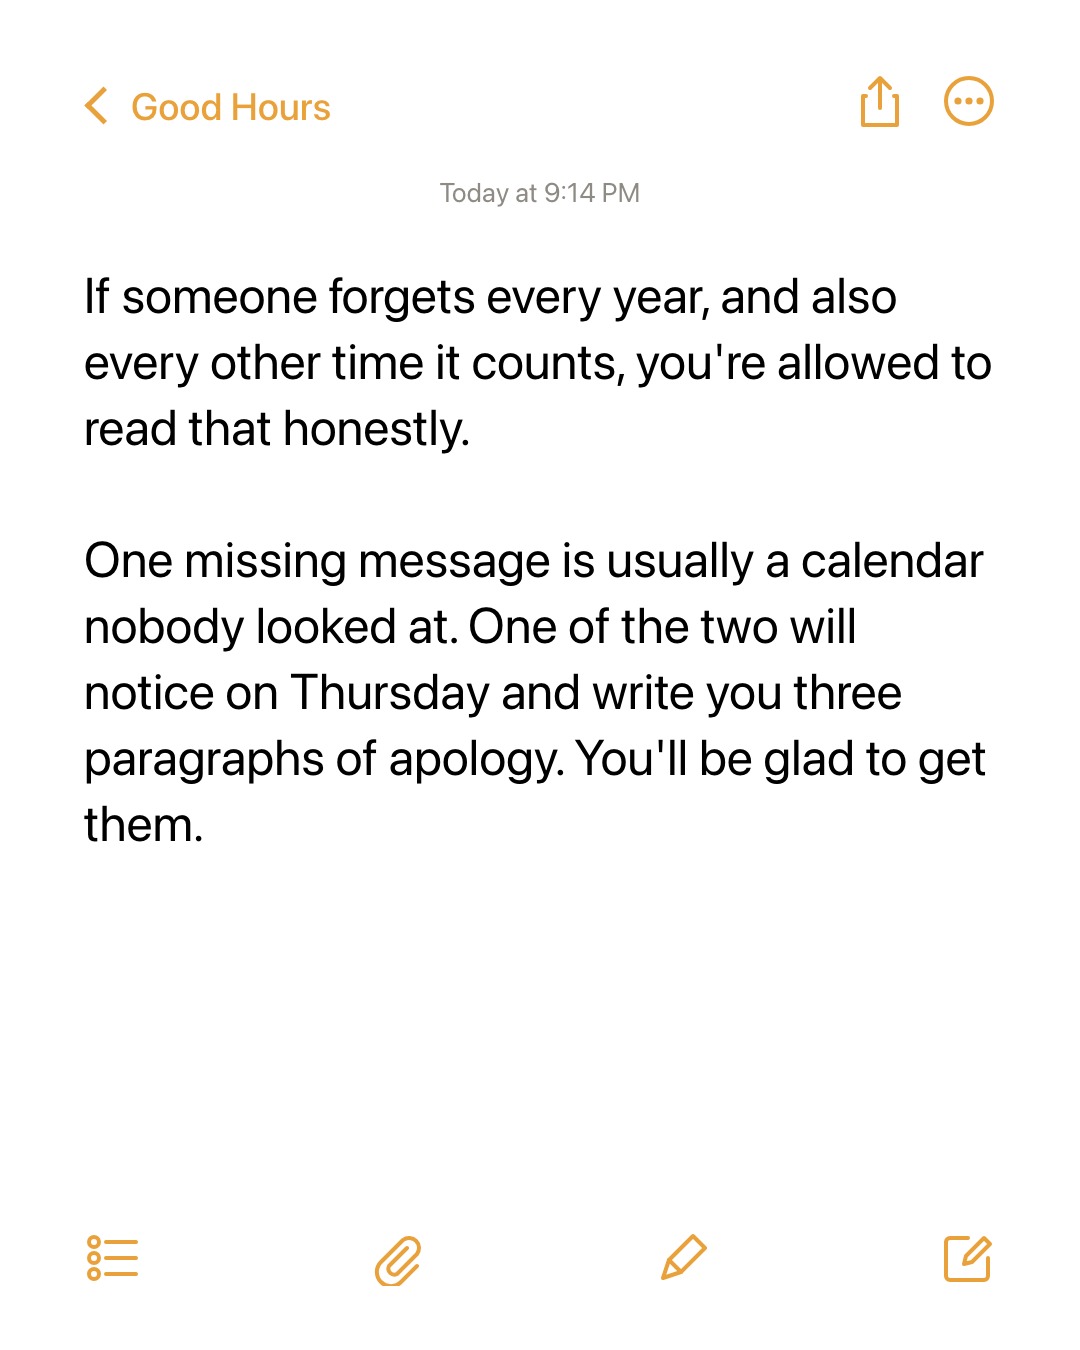 Good Hours
Today at 9:14 PM
If someone forgets every year, and also
every other time it counts, you're allowed to
read that honestly.
One missing message is usually a calendar
nobody looked at. One of the two will
notice on Thursday and write you three
paragraphs of apology. You'll be glad to get
them.